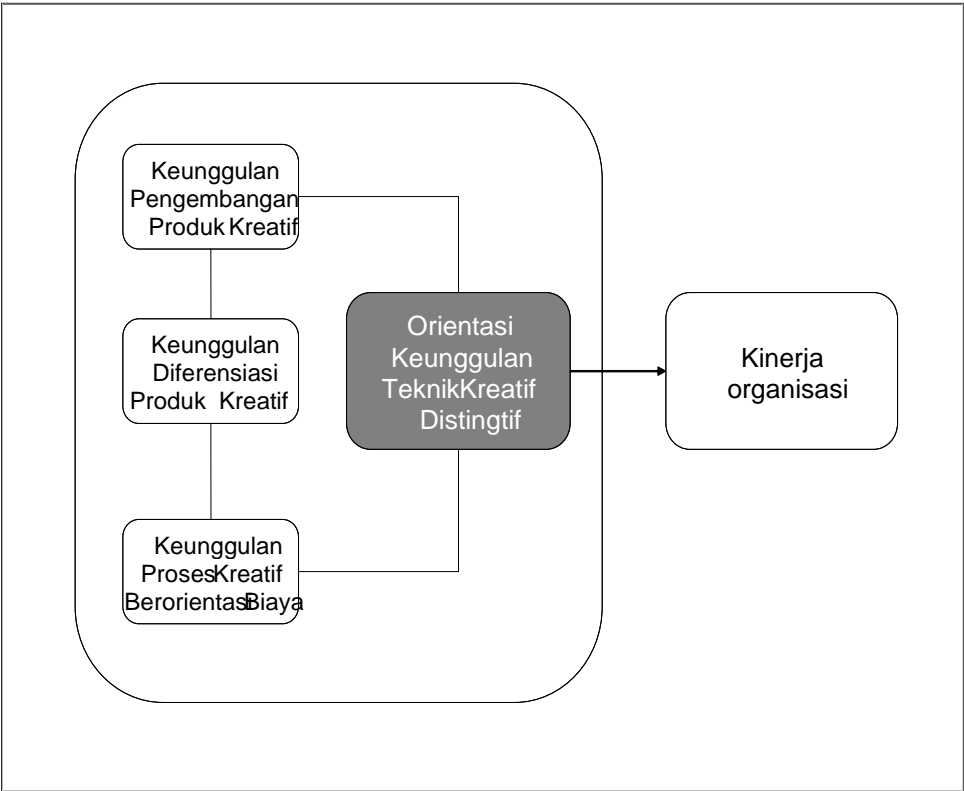 Keunggulan
Pengembangan
Produk Kreatif
Keunggulan
Diferensiasi
Produk Kreatif
Keunggulan
Proses Kreatif
Berorientasi Biaya
Orientasi
Keunggulan
Teknik Kreatif
Distingtif
Kinerja
organisasi